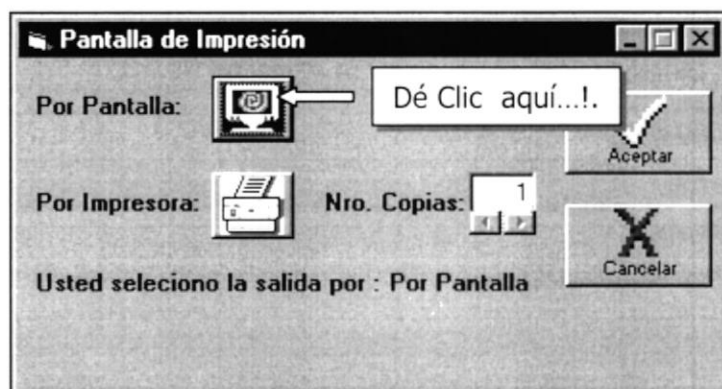 Pantalla de Impresión
Por Pantalla:
Dé Clic aquí...!.
Aceptar
Por Impresora:
Nro. Copias:
1
Cancelar
Usted selecciono la salida por : Por Pantalla